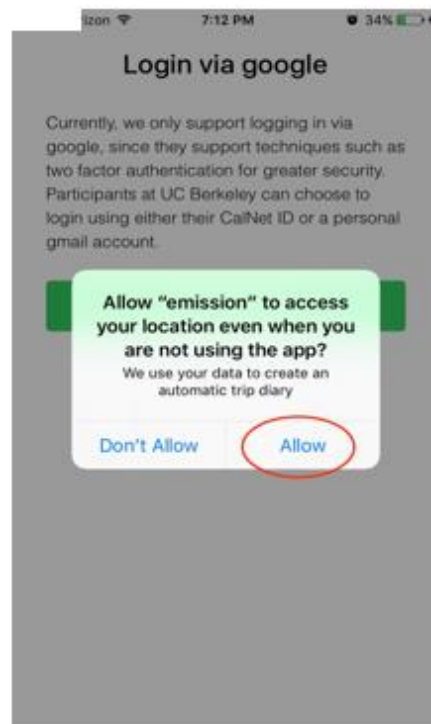 7:12 PM 34%
Login via google
Currently, we only support logging in via
google, since they support techniques such as
two factor authentication for greater security.
Participants at UC Berkeley can choose to
login using either their CalNet ID or a personal
gmail account.
Allow “emission” to access
your location even when you
are not using the app?
We use your data to create an
automatic trip diary
Don't Allow Allow